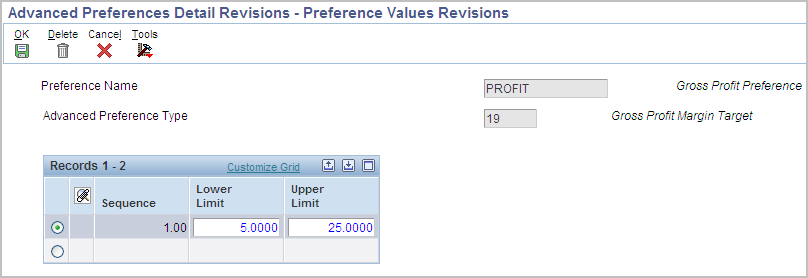 Advanced Preferences Detail Revisions - Preference Values Revisions
OK Delete Cancel Tools
Preference Name PROFIT Gross Profit Preference
Advanced Preference Type 19 Gross Profit Margin Target
Records 1 - 2 Customize Grid
Sequence Lower Limit Upper Limit
1.00 5.0000 25.0000